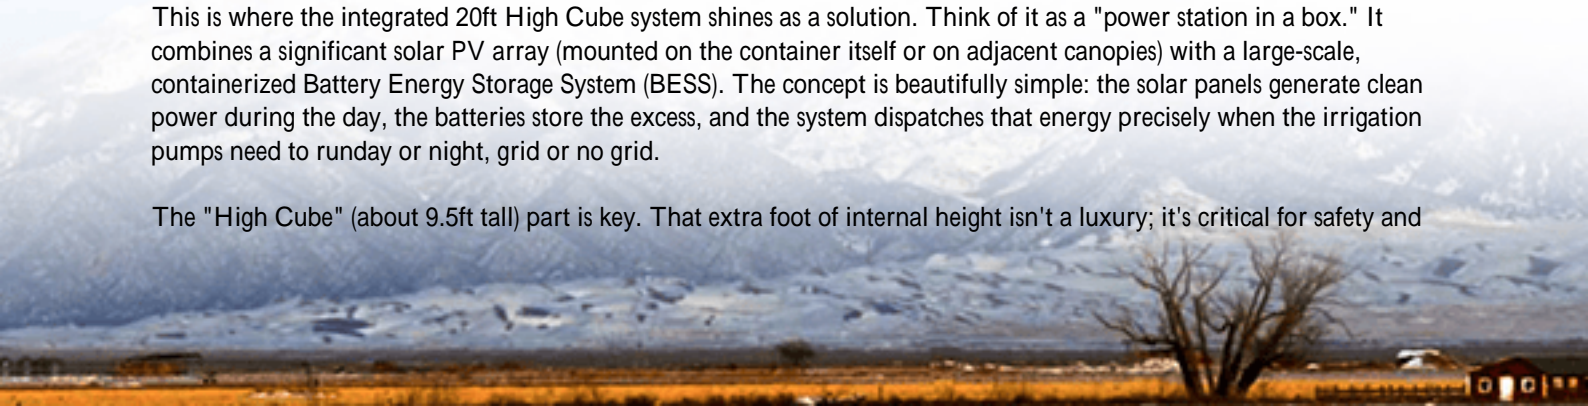 This is where the integrated 20ft High Cube system shines as a solution. Think of it as a "power station in a box." It
combines a significant solar PV array (mounted on the container itself or on adjacent canopies) with a large-scale,
containerized Battery Energy Storage System (BESS). The concept is beautifully simple: the solar panels generate clean
power during the day, the batteries store the excess, and the system dispatches that energy precisely when the irrigation
pumps need to runday or night, grid or no grid.
The "High Cube" (about 9.5ft tall) part is key. That extra foot of internal height isn't a luxury; it's critical for safety and